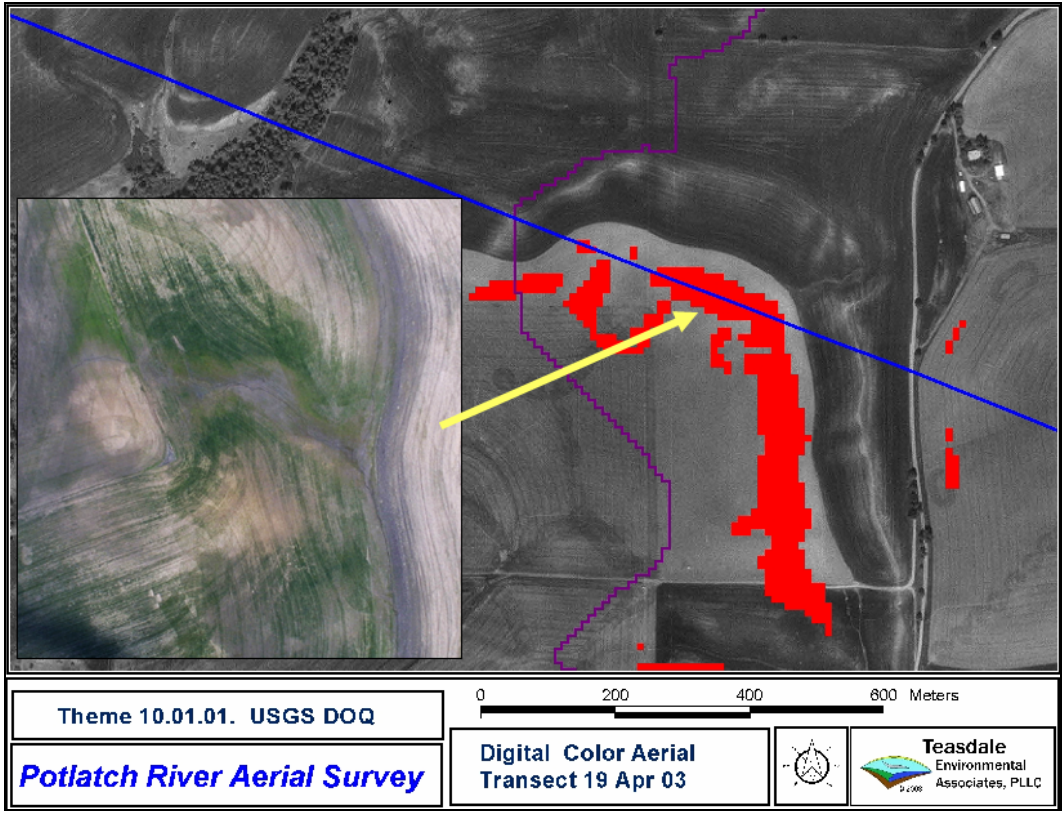 0 200 400 600 Meters
Theme 10.01.01. USGS DOQ
Potlatch River Aerial Survey
Digital Color Aerial
Transect 19 Apr 03
Teasdale
Environmental
Associates, PLLC